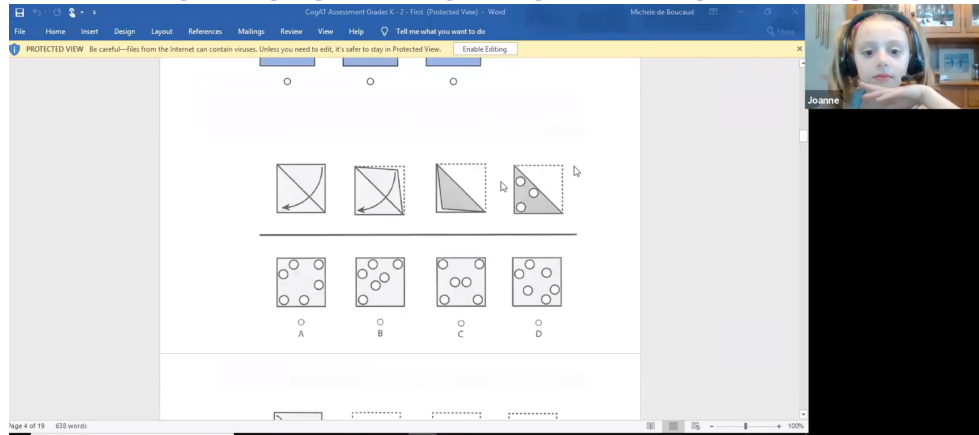 CogAT Assessment Grades K - 2 - First (Protected View) - Word
Michele de Boucaud
File Home Insert Design Layout References Mailings Review View Help Tell me what you want to do
PROTECTED VIEW Be careful—files from the Internet can contain viruses. Unless you need to edit, it's safer to stay in Protected View. Enable Editing
Joanne
A B C D
Page 4 of 19 638 words
100%